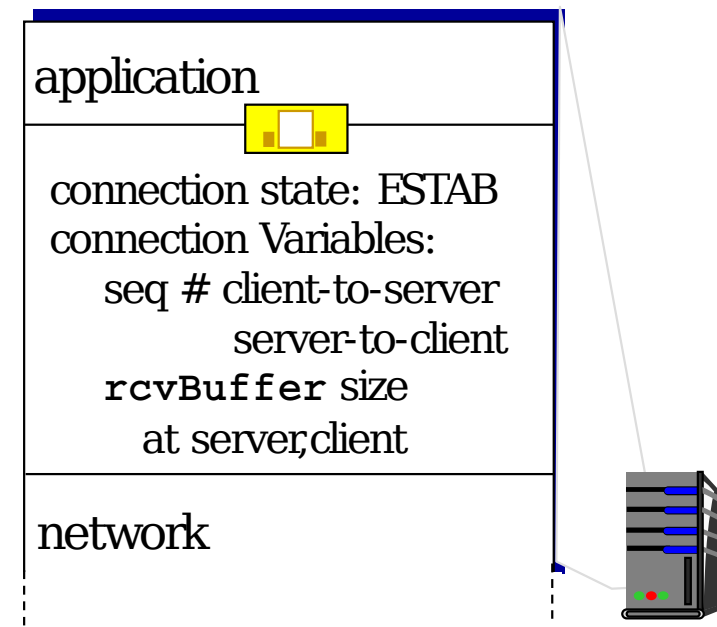 application
connection state: ESTAB
connection Variables:
seq # client-to-server
server-to-client
rcvBuffer size
at server,client
network